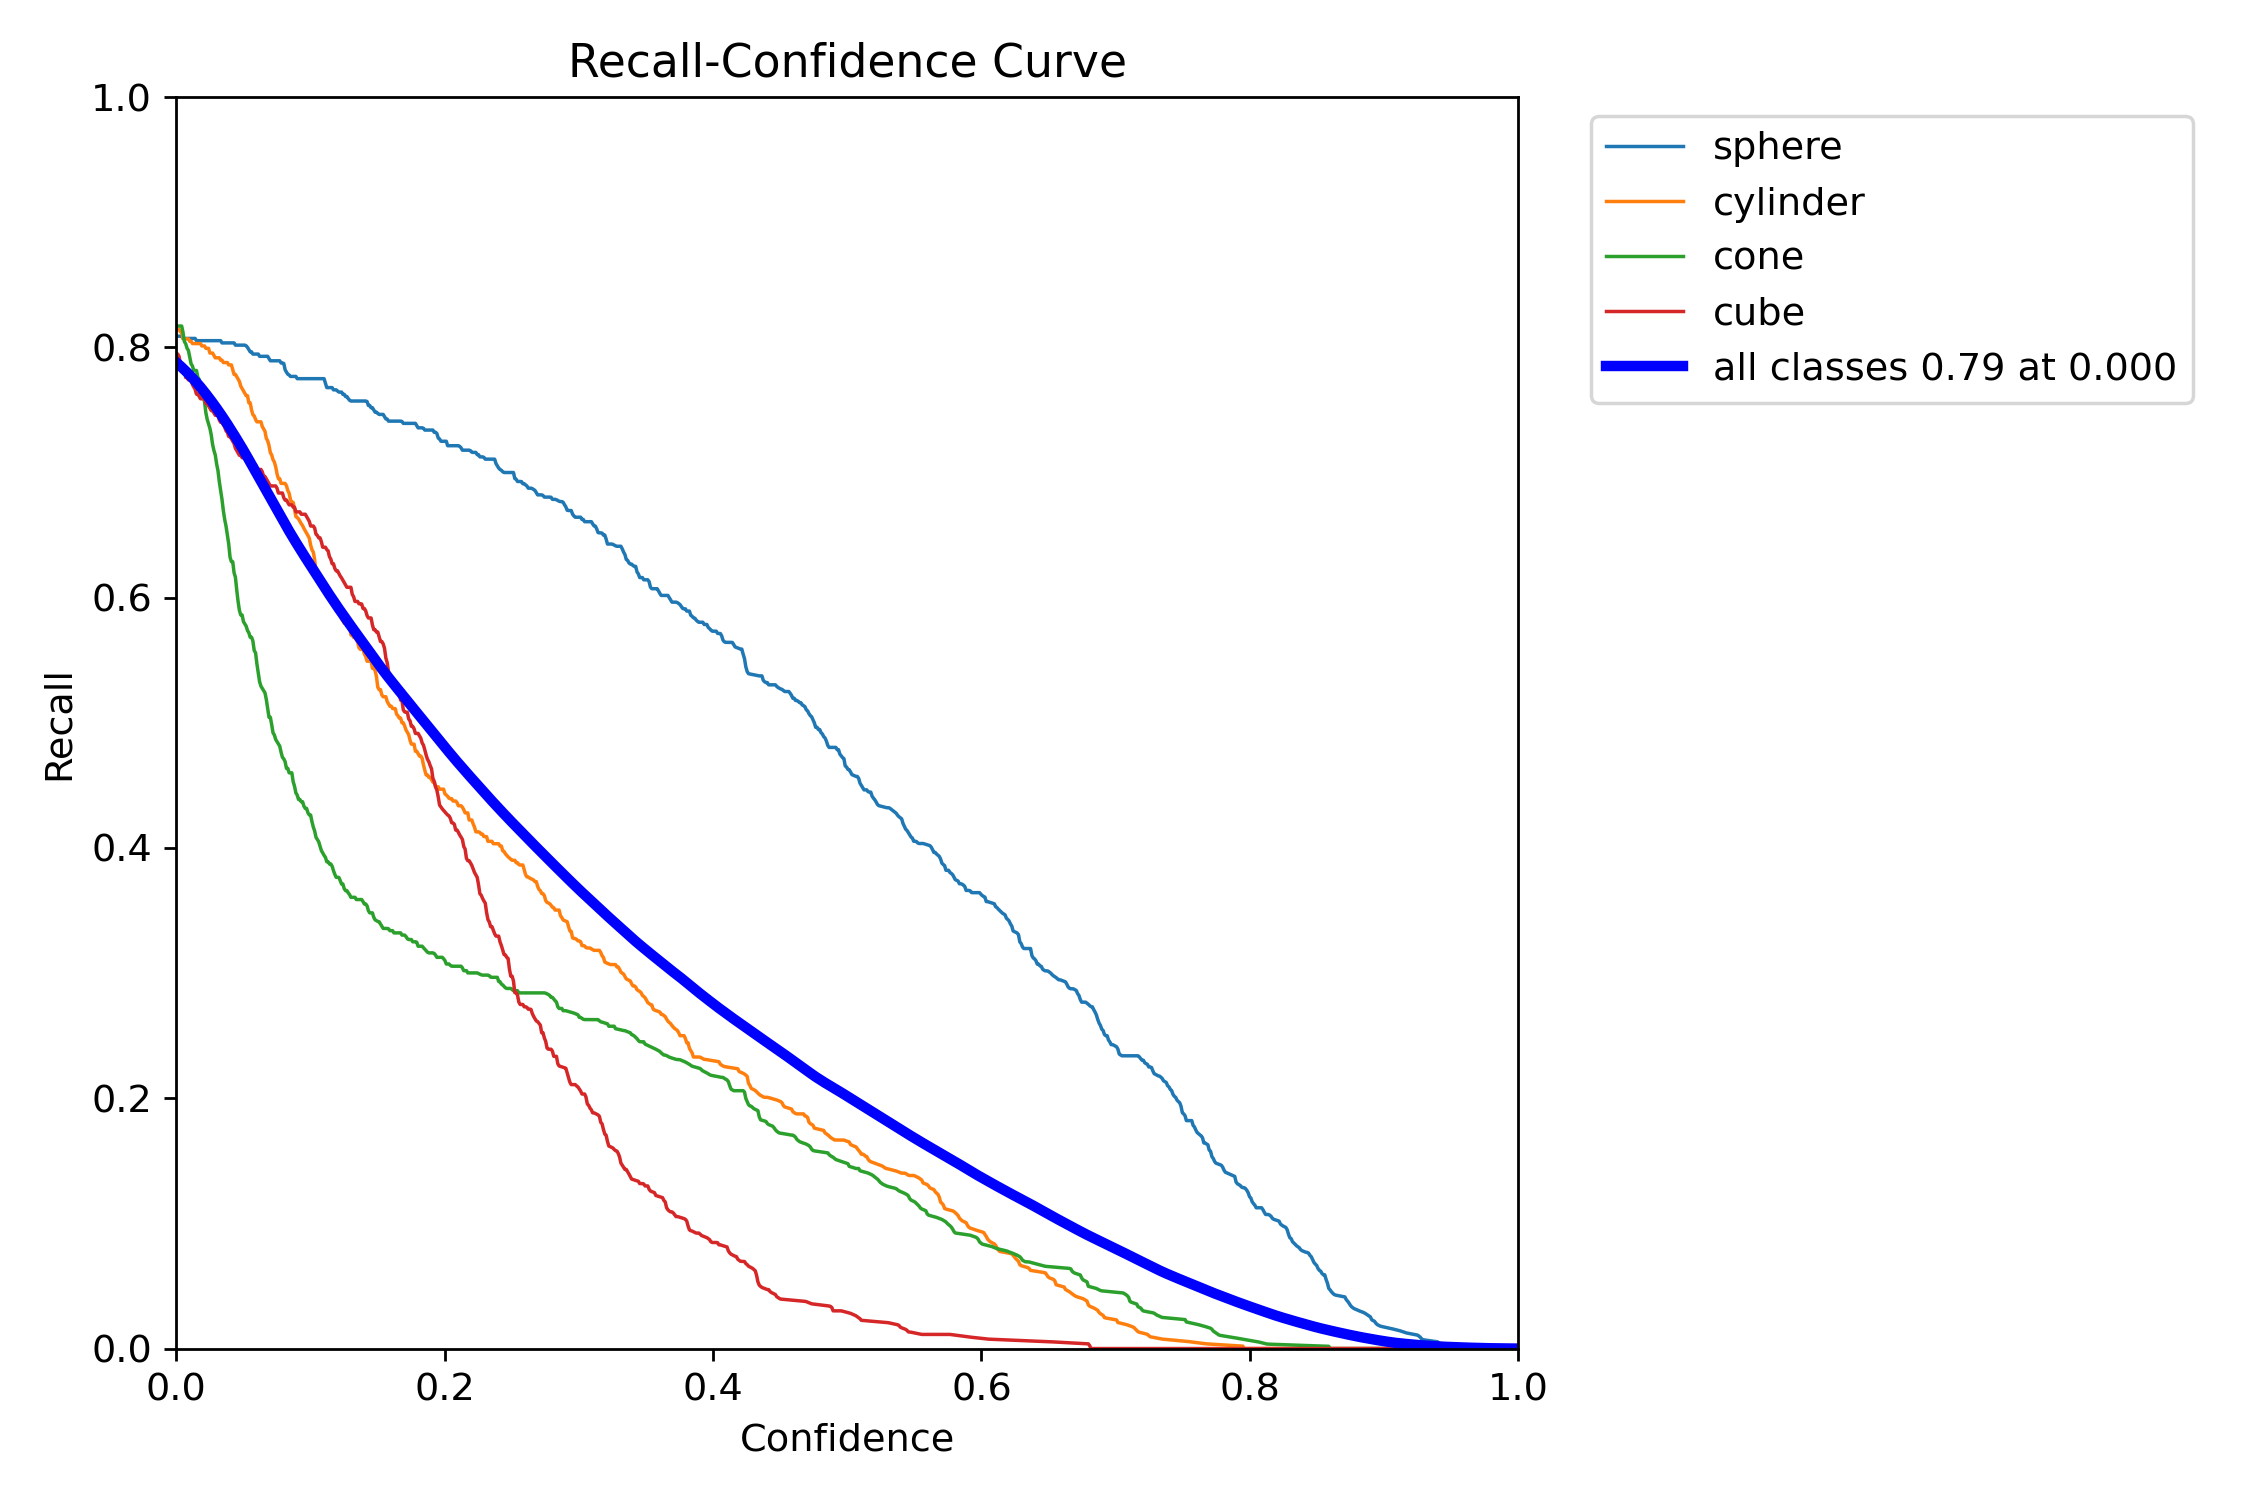 Recall-Confidence Curve
1.0
0.8
0.6
0.4
0.2
0.0
Recall
0.0 0.2 0.4 0.6 0.8 1.0
Confidence
sphere
cylinder
cone
cube
all classes 0.79 at 0.000